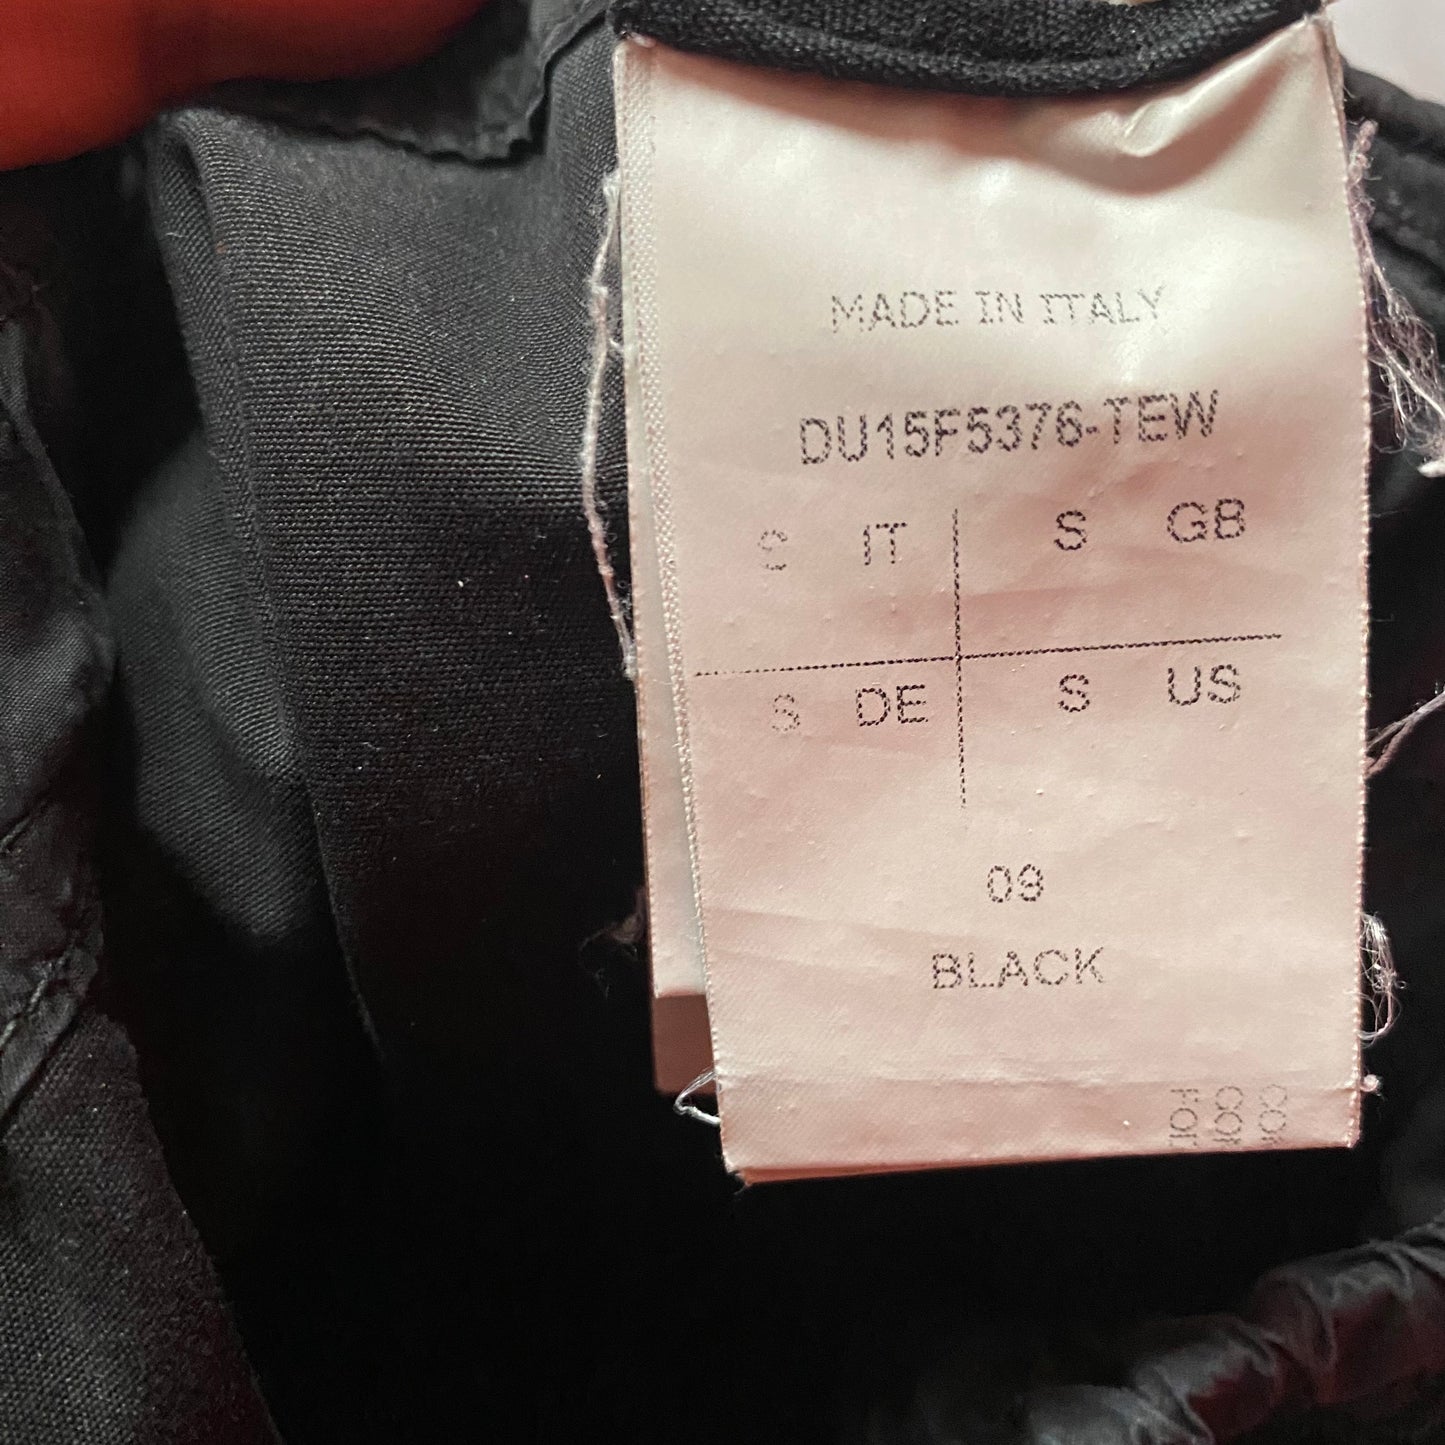 MADE IN ITALY
DU15F5376-TEW
S IT S GB
S DE S US
09
BLACK